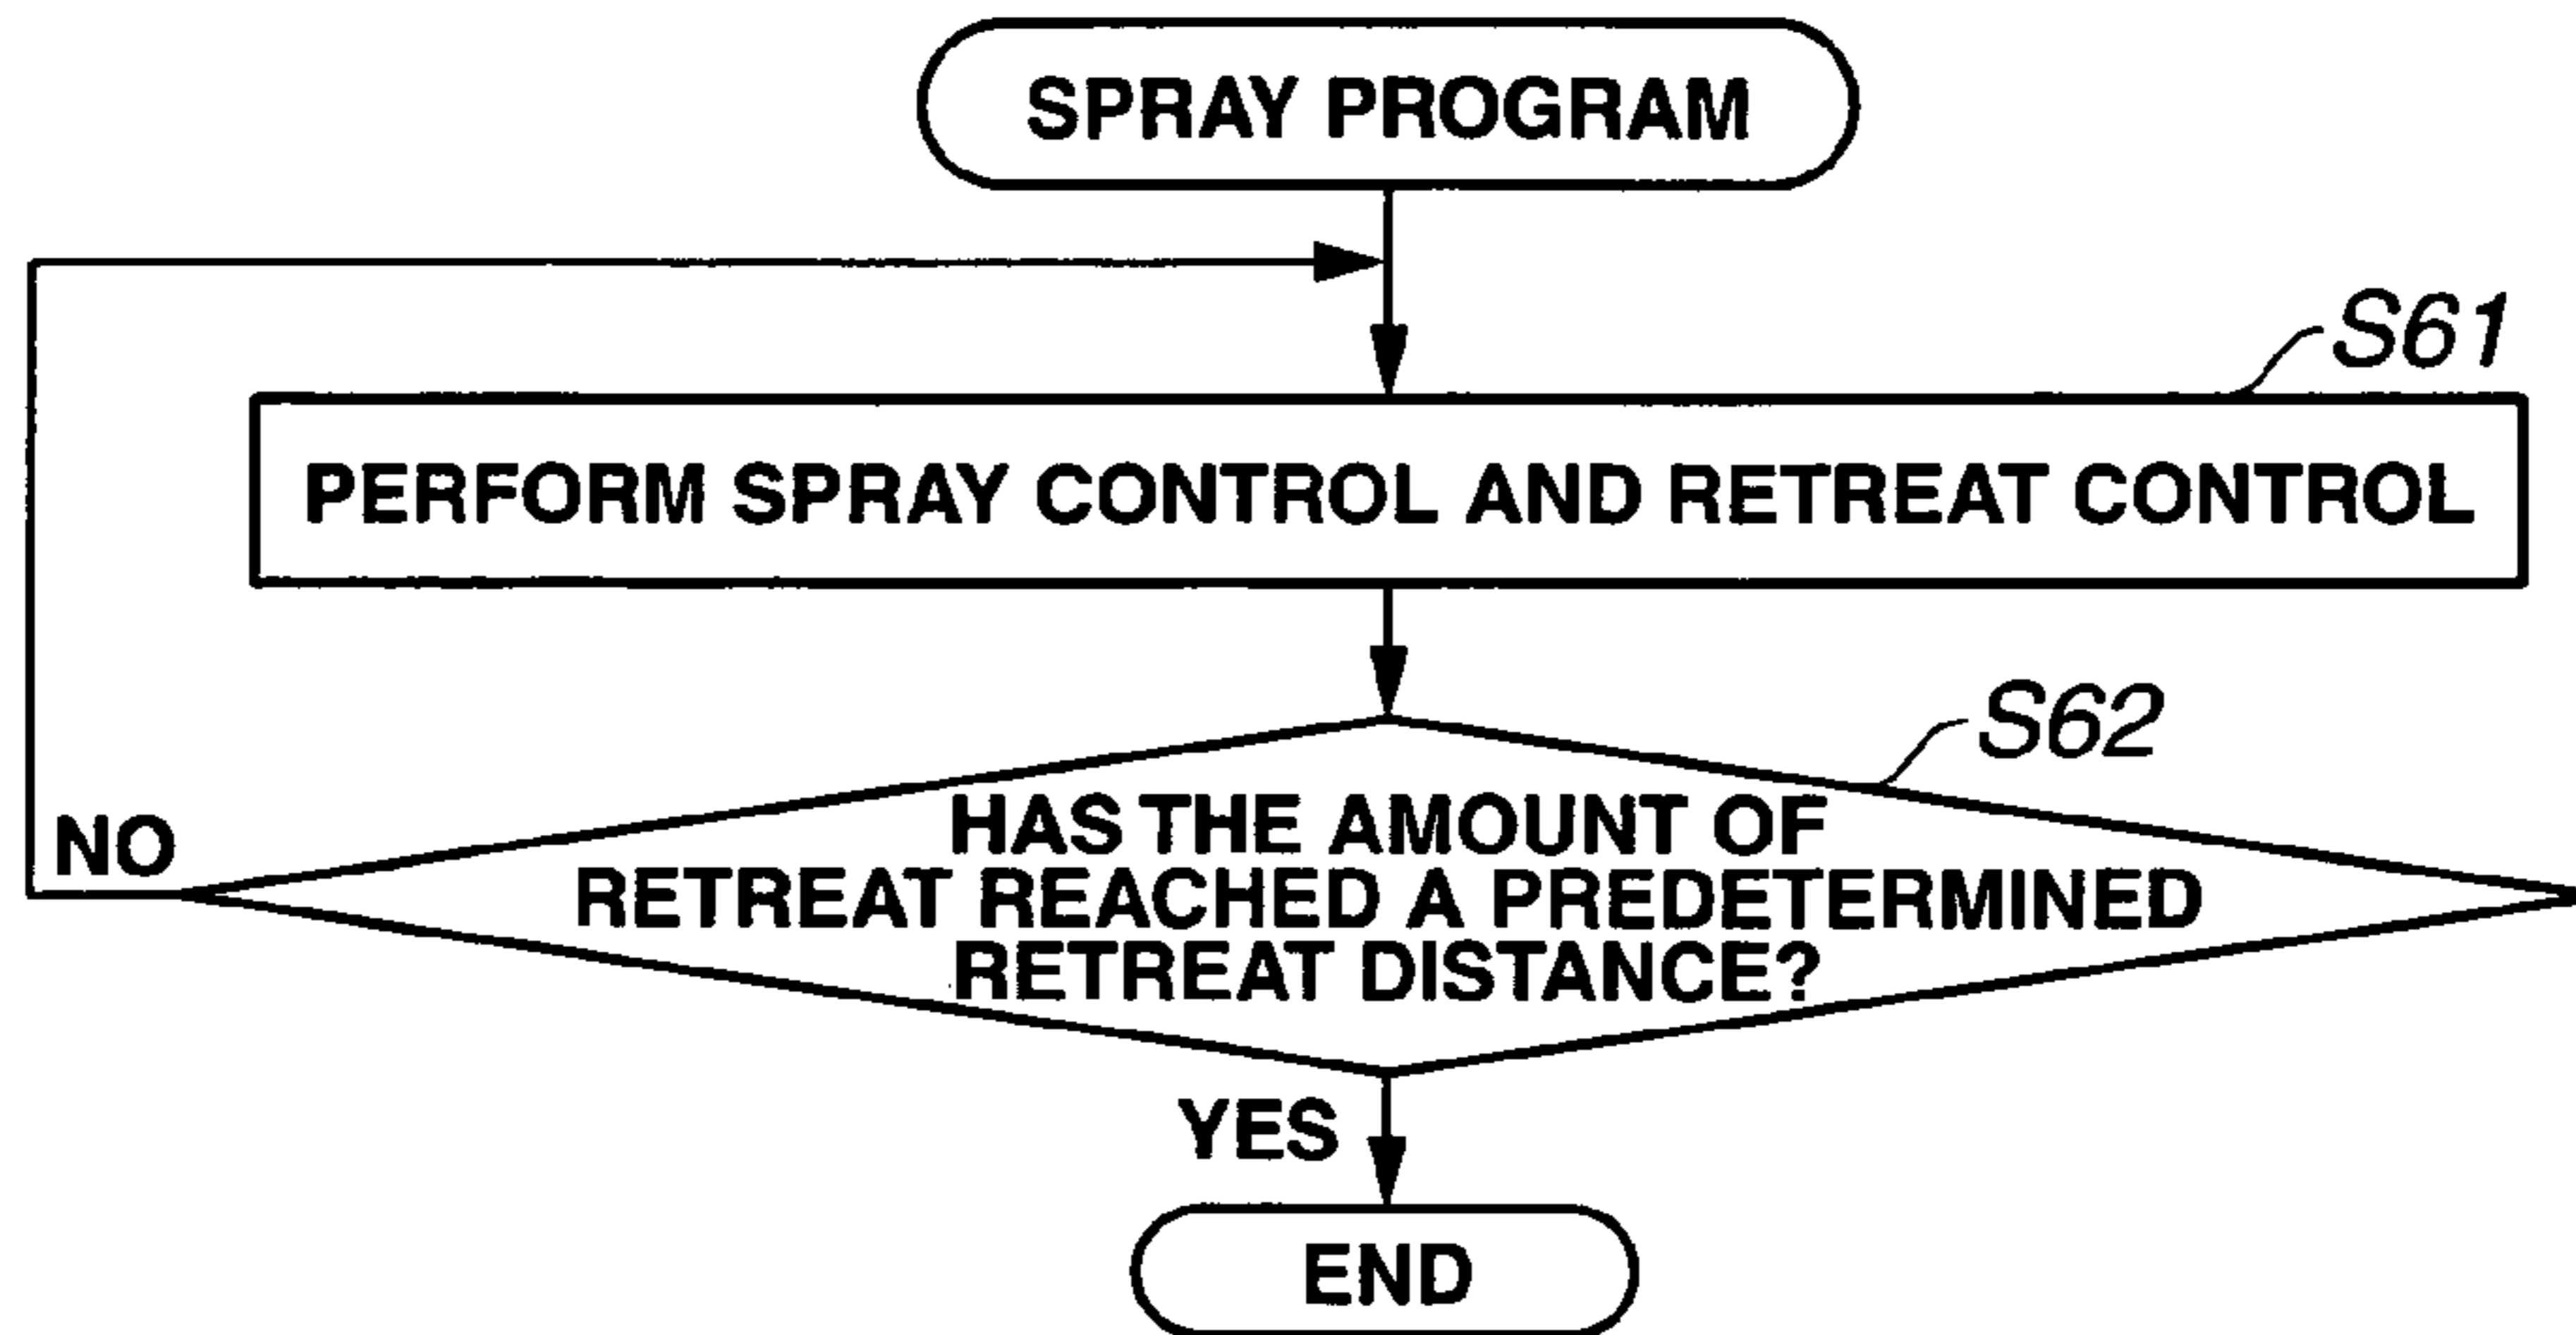 SPRAY PROGRAM
S61
PERFORM SPRAY CONTROL AND RETREAT CONTROL
S62
HAS THE AMOUNT OF
RETREAT REACHED A PREDETERMINED
RETREAT DISTANCE?
NO
YES
END